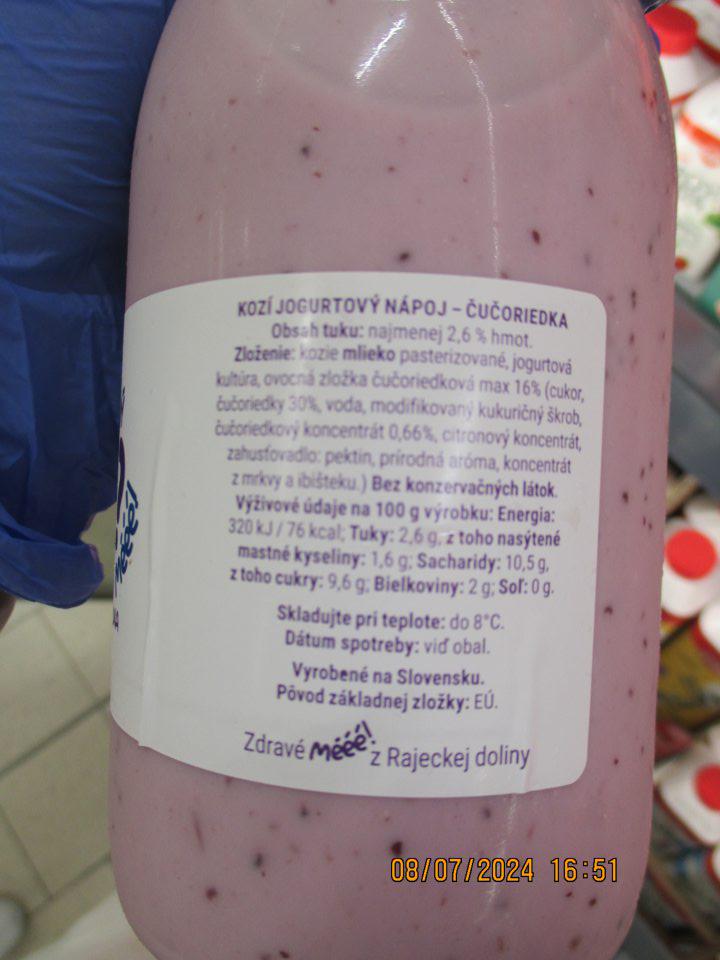 KOZÍ JOGURTOVÝ NÁPOJ – ČUČORIEDKA
Obsah tuku: najmenej 2,6 % hmot.
Zloženie: kozie mlieko pasterizované, jogurtová
kultúra, ovocná zložka čučoriedková max 16% (cukor,
čučoriedky 30%, voda, modifikovaný kukuričný škrob,
čučoriedkový koncentrát 0,66%, citronový koncentrát,
zahusťovadlo: pektín, prírodná aróma, koncentrát
z mrkvy a ibišteku.) Bez konzervačných látok.
Výživové údaje na 100 g výrobku: Energia:
320 kJ / 76 kcal; Tuky: 2,6 g, z toho nasýtené
mastné kyseliny: 1,6 g; Sacharidy: 10,5 g,
z toho cukry: 9,6 g; Bielkoviny: 2 g; Soľ: 0 g.
Skladujte pri teplote: do 8°C.
Dátum spotreby: viď obal.
Vyrobené na Slovensku.
Pôvod základnej zložky: EÚ.
Zdravé mééé! z Rajeckej doliny
08/07/2024 16:51